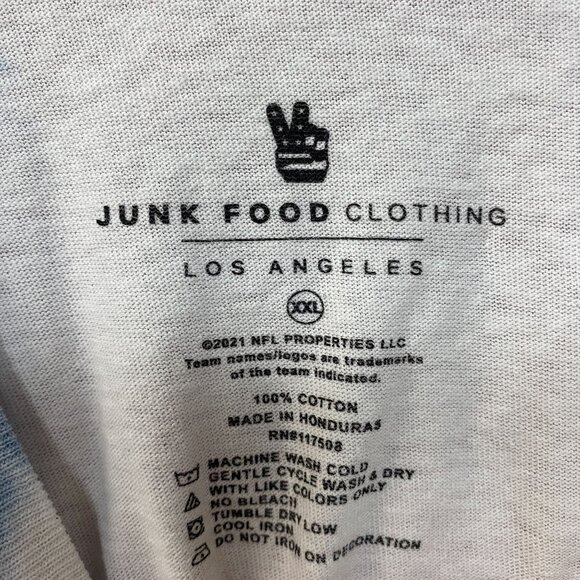 JUNK FOOD CLOTHING
LOS ANGELES
XXL
©2021 NFL PROPERTIES LLC
Team names/logos are trademarks
of the team indicated.
100% COTTON
MADE IN HONDURAS
RN#117508
MACHINE WASH COLD
GENTLE CYCLE WASH & DRY
WITH LIKE COLORS ONLY
NO BLEACH
TUMBLE DRY LOW
COOL IRON
DO NOT IRON ON DECORATION